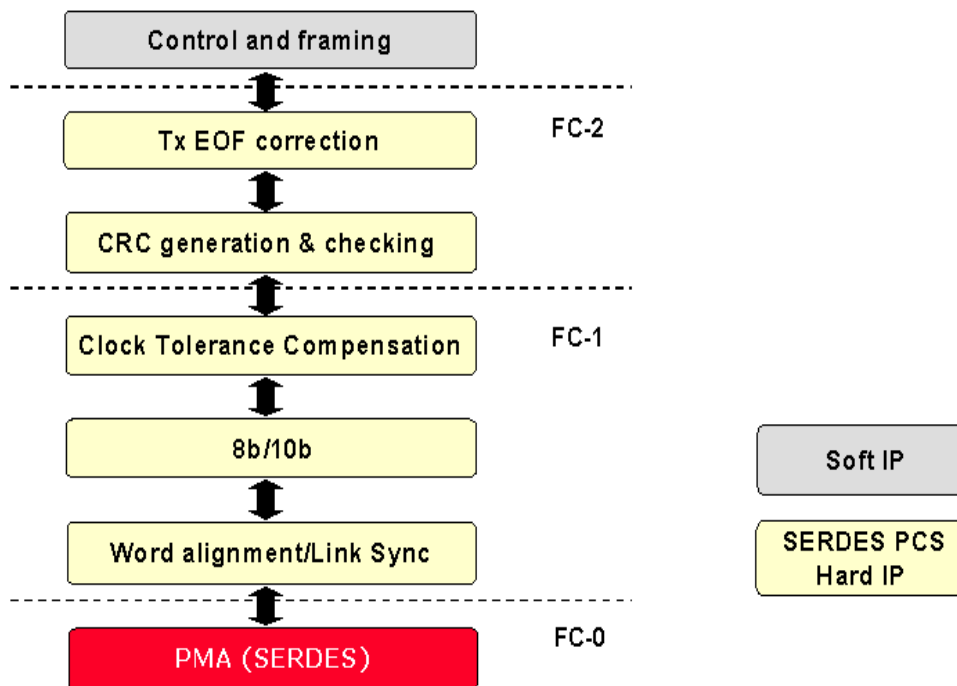 Control and framing
Tx EOF correction
FC-2
CRC generation & checking
Clock Tolerance Compensation
FC-1
8b/10b
Soft IP
Word alignment/Link Sync
SERDES PCS
Hard IP
PMA (SERDES)
FC-0